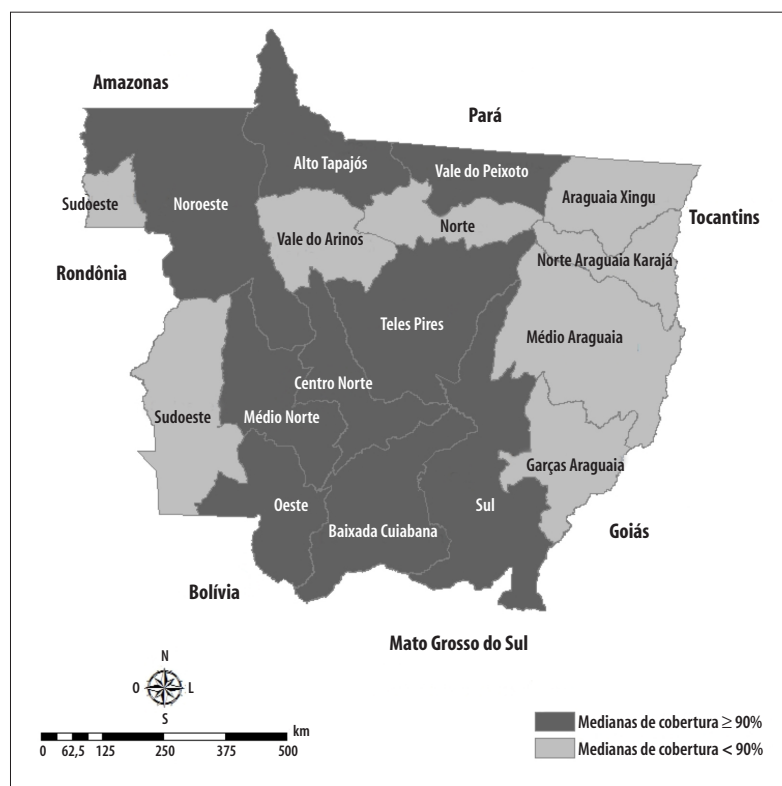 Amazonas
Pará
Alto Tapajós
Vale do Peixoto
Araguaia Xingu
Sudoeste
Noroeste
Norte
Tocantins
Vale do Arinos
Norte Araguaia Karajá
Rondônia
Teles Pires
Médio Araguaia
Centro Norte
Sudoeste
Médio Norte
Garças Araguaia
Oeste
Sul
Baixada Cuiabana
Goiás
Bolívia
Mato Grosso do Sul
N
O
L
S
km
0 62,5 125 250 375 500
Medianas de cobertura ≥ 90%
Medianas de cobertura < 90%